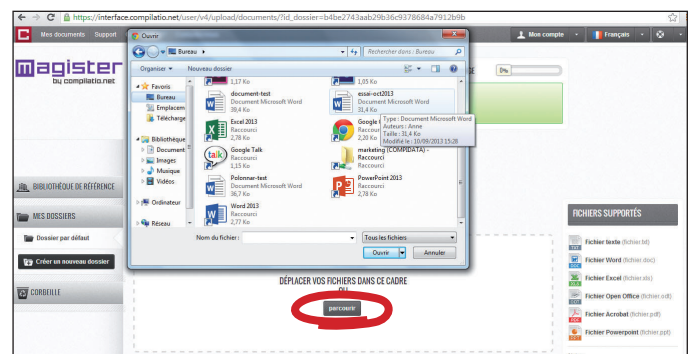 https://interface.compilatio.net/user/v4/upload/documents/?id_dossier=b4be2743aab29b36c9378684a7912b9b
Mes documents Support
Mon compte
Français
Ouvrir
Bureau
Rechercher dans : Bureau
Organiser Nouveau dossier
magister
by compilatio.net
0%
Favoris
Bureau
Emplacem
Télécharge
Bibliothèque
Document
Images
Musique
Vidéos
Ordinateur
Réseau
1,17 Ko
1,05 Ko
document-test
Document Microsoft Word
39,4 Ko
essai-oct2013
Document Microsoft Word
31,4 Ko
Type : Document Microsoft Word
Auteurs : Anne
Taille : 31,4 Ko
Modifié le : 10/09/2013 15:28
Excel 2013
Raccourci
2,78 Ko
Google
Raccou
2,20 Ko
Google Talk
Raccourci
1,15 Ko
marketing (COMPIDATA) -
Raccourci
Raccourci
Polonnar-test
Document Microsoft Word
36,7 Ko
PowerPoint 2013
Raccourci
2,78 Ko
Word 2013
Raccourci
2,77 Ko
Nom du fichier :
Tous les fichiers
Ouvrir
Annuler
BIBLIOTHÈQUE DE RÉFÉRENCE
MES DOSSIERS
Dossier par défaut
Créer un nouveau dossier
CORBEILLE
DÉPLACER VOS FICHIERS DANS CE CADRE
OU
parcourir
FICHIERS SUPPORTÉS
Fichier texte (fichier.txt)
Fichier Word (fichier.doc)
Fichier Excel (fichier.xls)
Fichier Open Office (fichier.odt)
Fichier Acrobat (fichier.pdf)
Fichier Powerpoint (fichier.ppt)